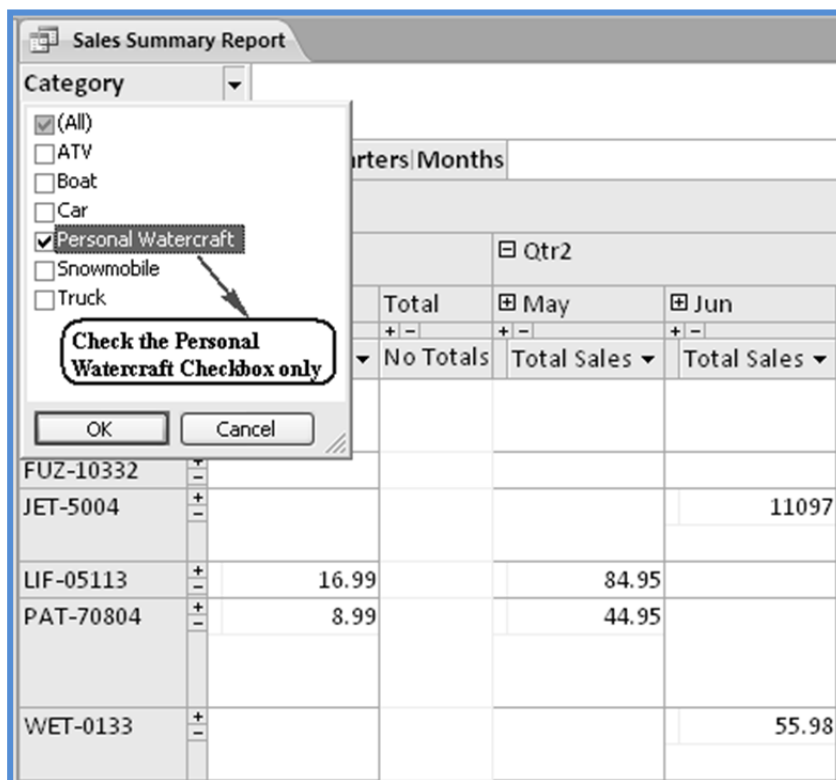 Sales Summary Report
Category
(All)
ATV
Boat
Car
Personal Watercraft
Snowmobile
Truck
Check the Personal
Watercraft Checkbox only
OK Cancel
rters Months
Qtr2
Total May Jun
No Totals Total Sales Total Sales
FUZ-10332
JET-5004 11097
LIF-05113 16.99 84.95
PAT-70804 8.99 44.95
WET-0133 55.98